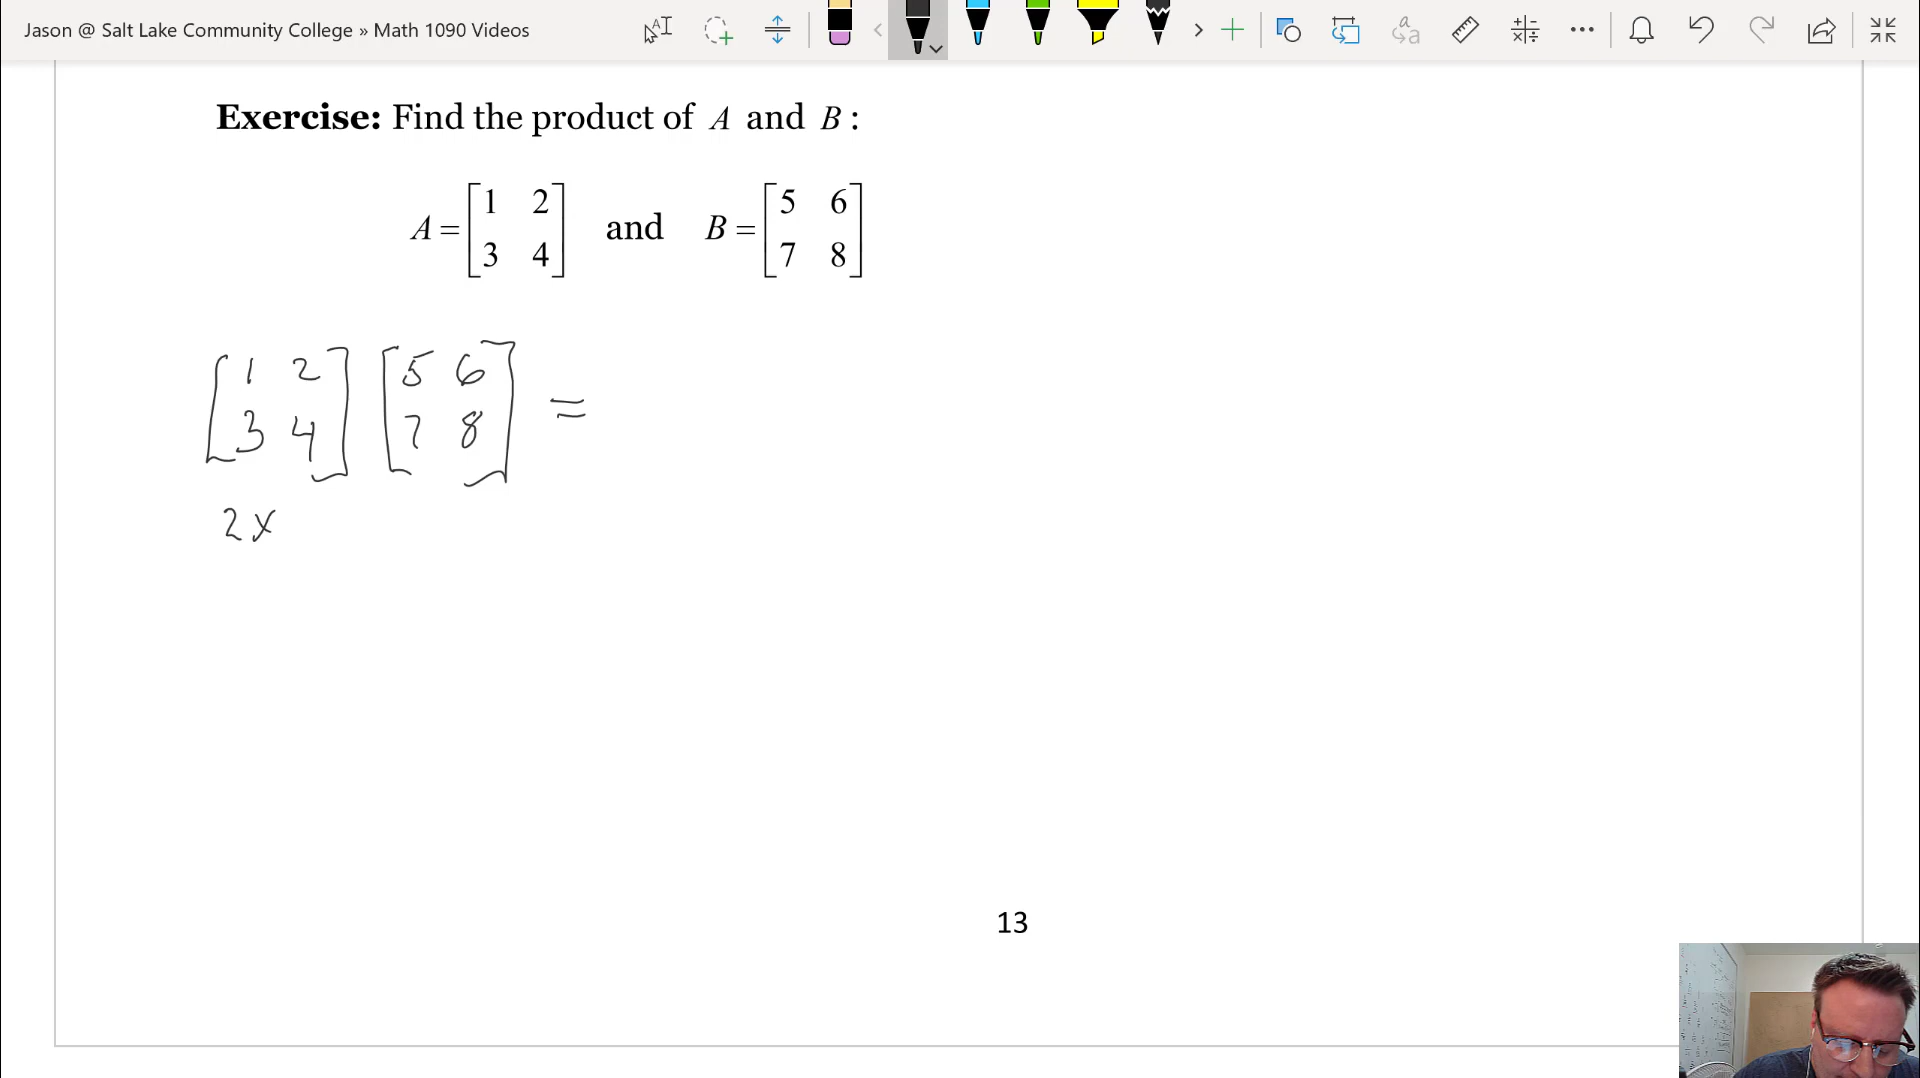 Jason @ Salt Lake Community College » Math 1090 Videos
Exercise: Find the product of A and B:
A = [1 2
3 4] and B = [5 6
7 8]
[1 2
3 4] [5 6
7 8] =
2x
13